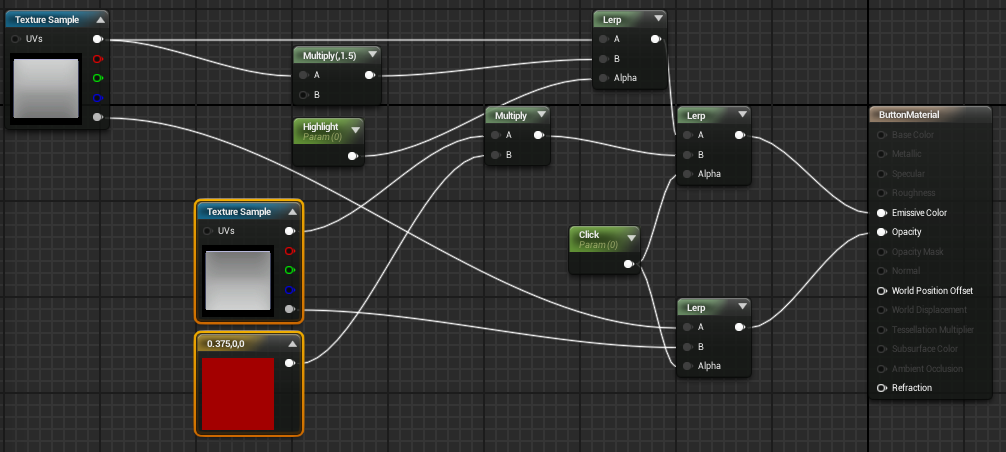 Texture Sample
UVs
Multiply(,1.5)
A
B
Highlight
Param (0)
Texture Sample
UVs
0.375,0,0
Multiply
A
B
Lerp
A
B
Alpha
Click
Param (0)
Lerp
A
B
Alpha
Lerp
A
B
Alpha
ButtonMaterial
Base Color
Metallic
Specular
Roughness
Emissive Color
Opacity
Opacity Mask
Normal
World Position Offset
World Displacement
Tessellation Multiplier
Subsurface Color
Ambient Occlusion
Refraction